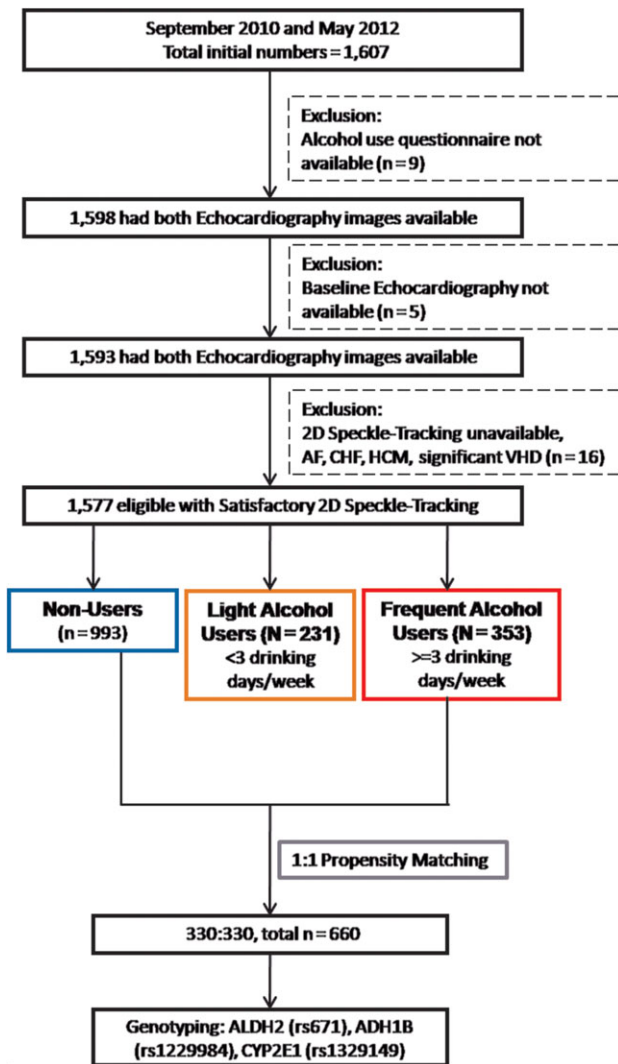 September 2010 and May 2012
Total initial numbers = 1,607
Exclusion:
Alcohol use questionnaire not
available (n = 9)
1,598 had both Echocardiography images available
Exclusion:
Baseline Echocardiography not
available (n = 5)
1,593 had both Echocardiography images available
Exclusion:
2D Speckle-Tracking unavailable,
AF, CHF, HCM, significant VHD (n = 16)
1,577 eligible with Satisfactory 2D Speckle-Tracking
Non-Users
(n = 993)
Light Alcohol
Users (N = 231)
<3 drinking
days/week
Frequent Alcohol
Users (N = 353)
>=3 drinking
days/week
1:1 Propensity Matching
330:330, total n = 660
Genotyping: ALDH2 (rs671), ADH1B
(rs1229984), CYP2E1 (rs1329149)